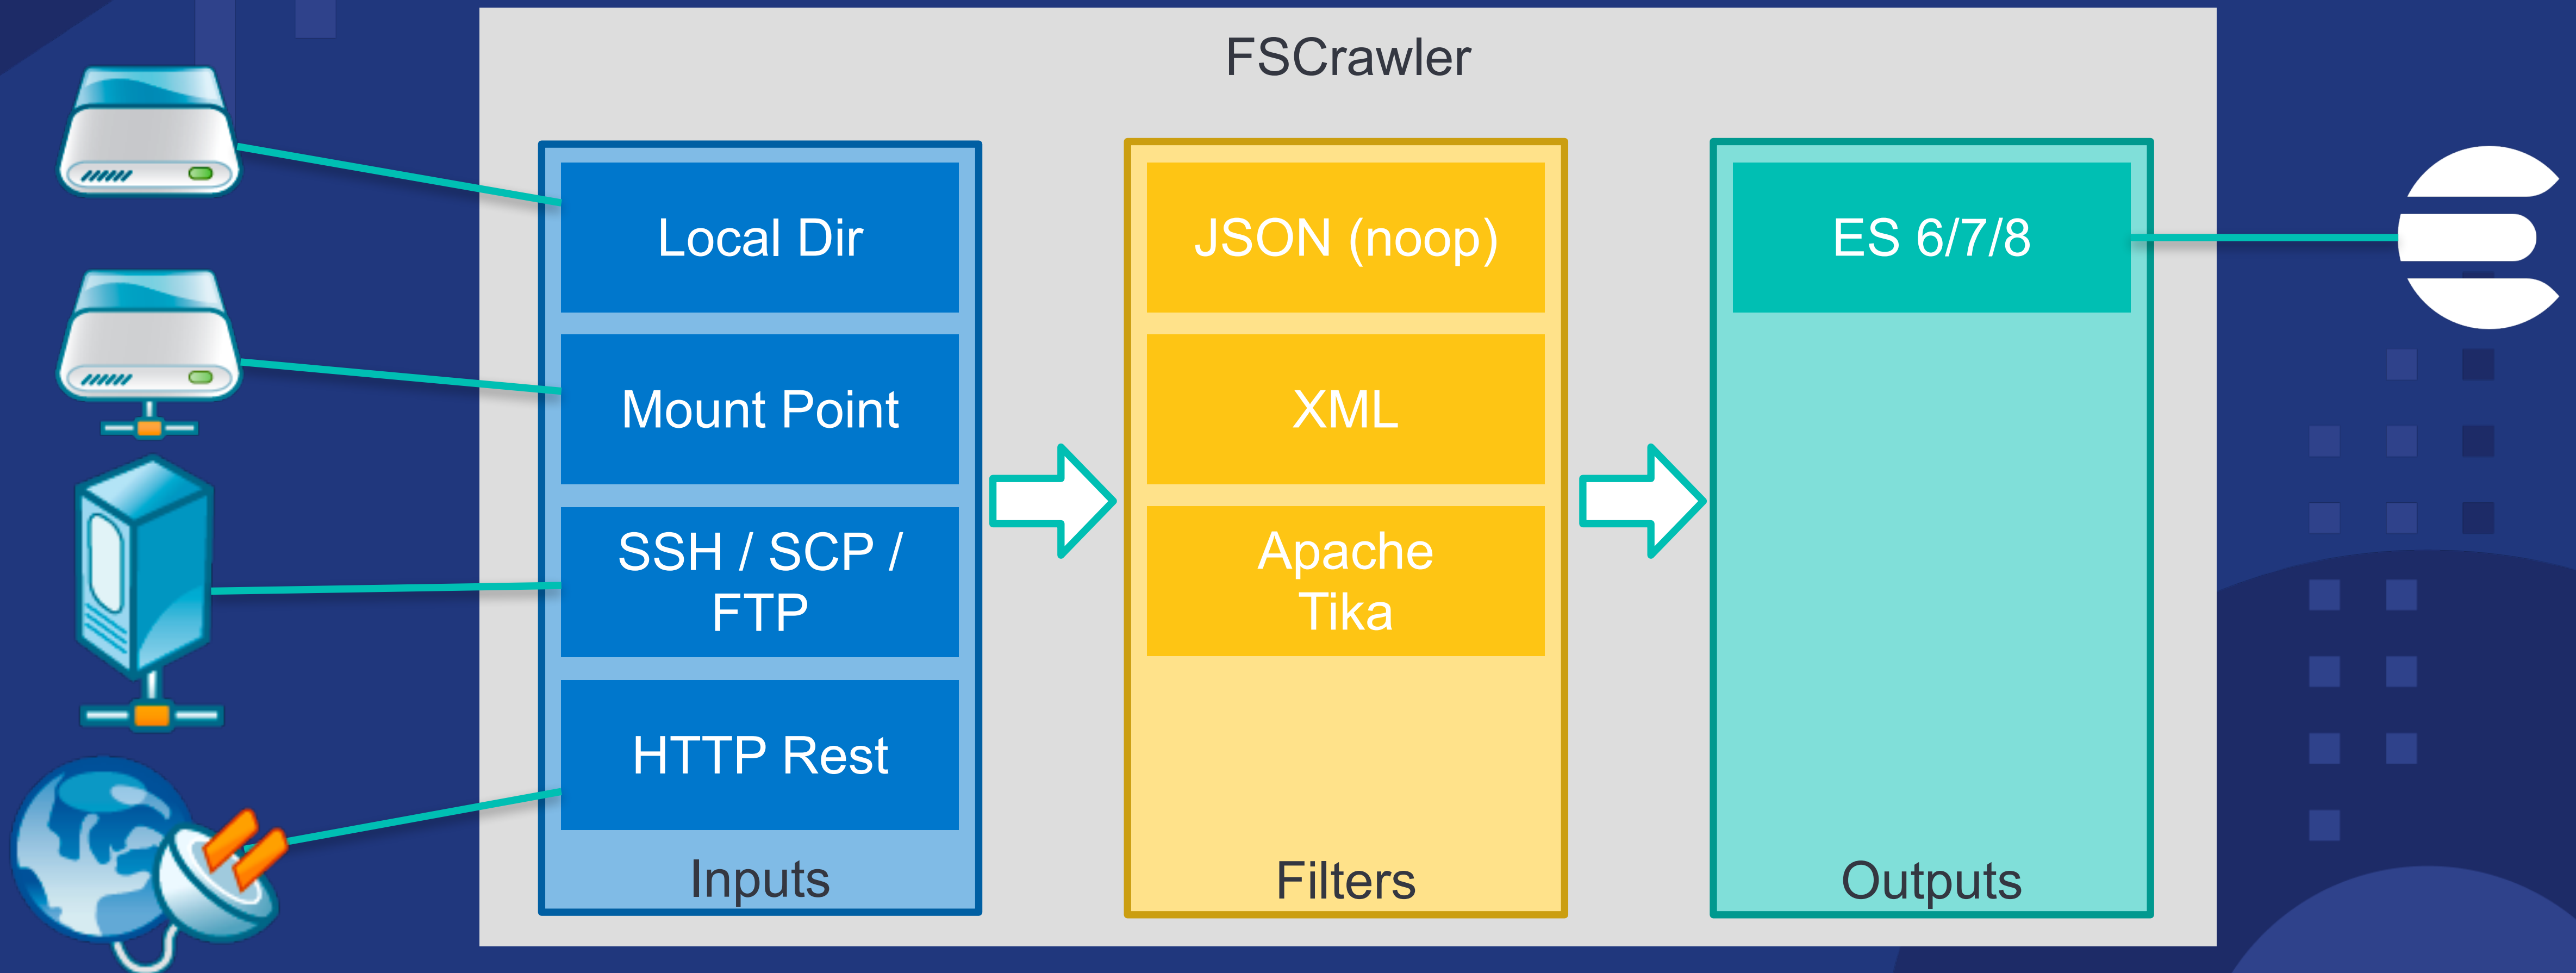 FSCrawler
Local Dir
Mount Point
SSH / SCP /
FTP
HTTP Rest
Inputs
JSON (noop)
XML
Apache
Tika
Filters
ES 6/7/8
Outputs